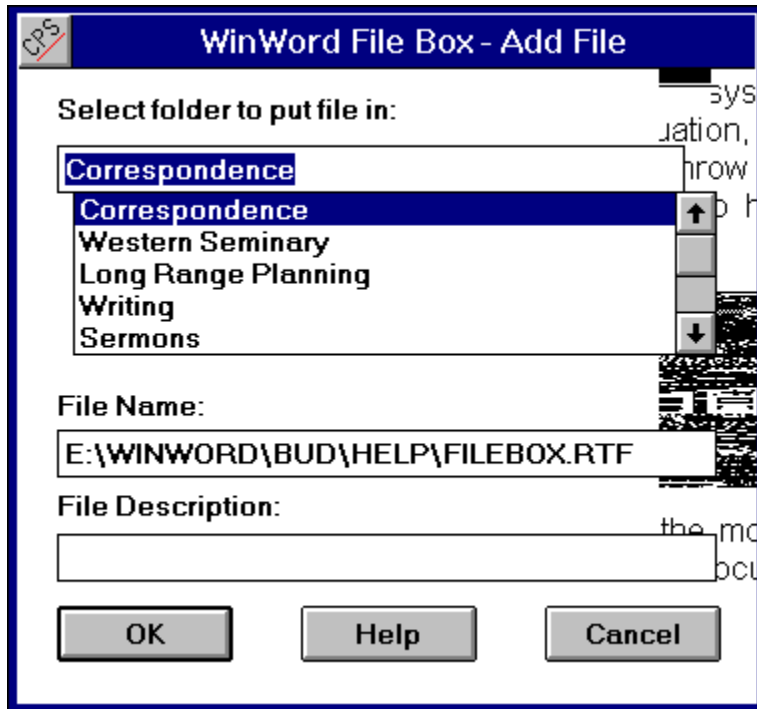 CPS
WinWord File Box - Add File
Select folder to put file in:
Correspondence
Correspondence
Western Seminary
Long Range Planning
Writing
Sermons
File Name:
E:\WINWORD\BUD\HELP\FILEBOX.RTF
File Description:
the
OK
Help
Cancel